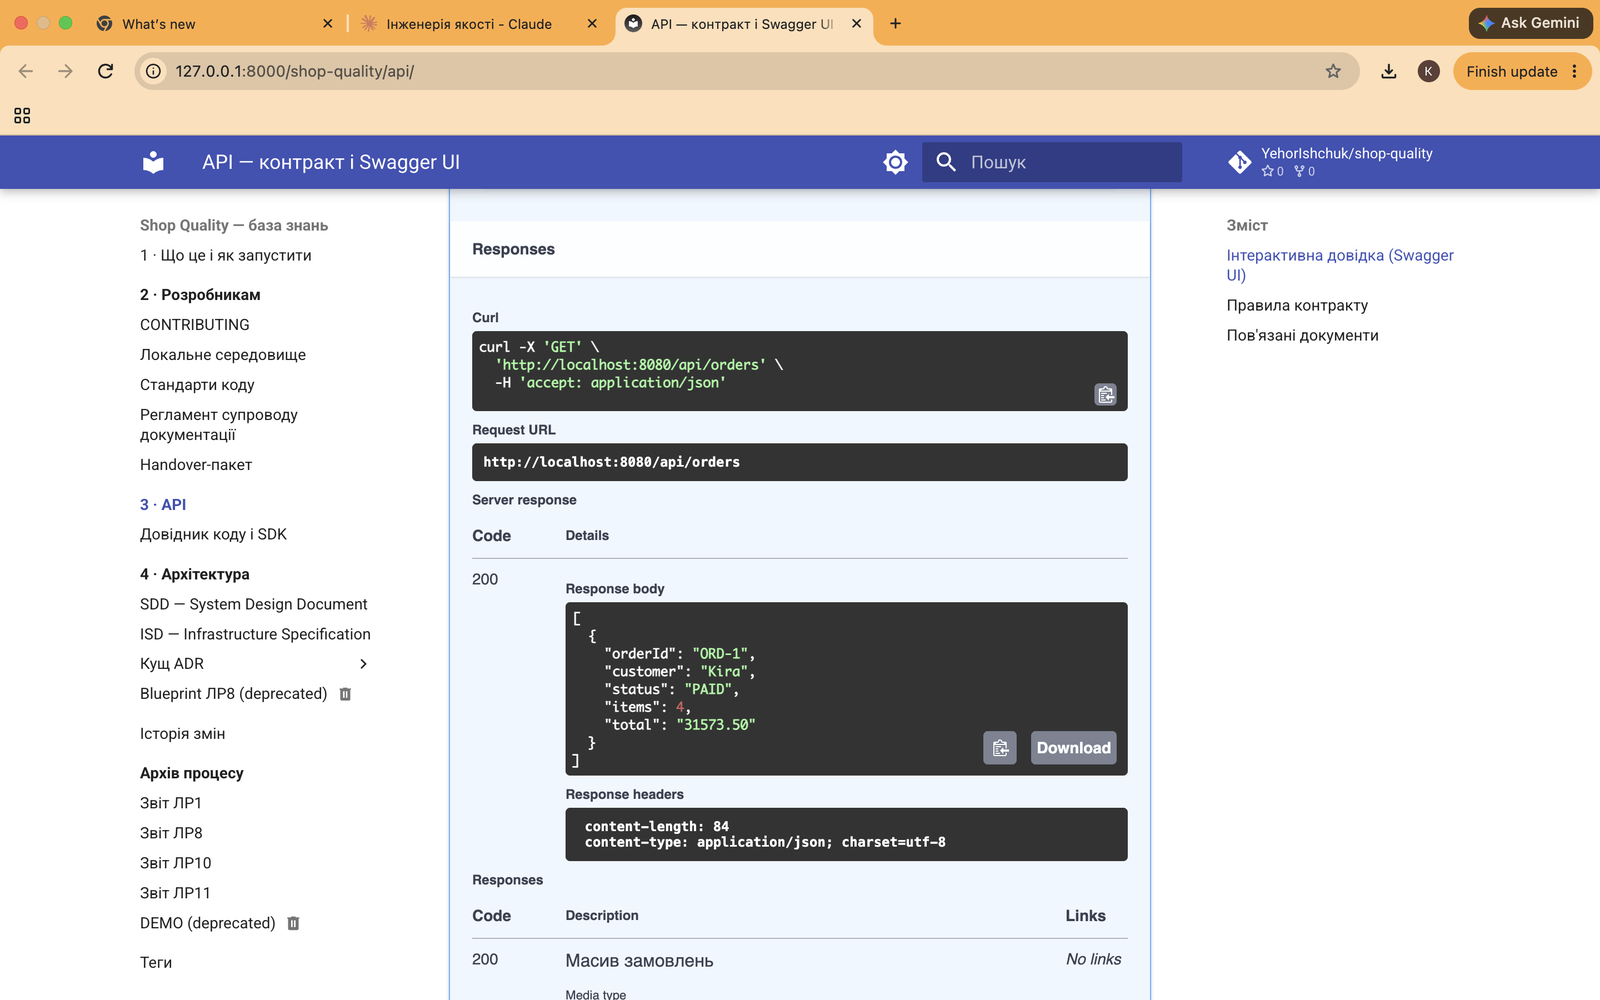 What's new
Інженерія якості - Claude
API — контракт і Swagger UI
Ask Gemini
127.0.0.1:8000/shop-quality/api/
K
Finish update
API — контракт і Swagger UI
Пошук
YehorIshchuk/shop-quality
0 0
Shop Quality — база знань
1 · Що це і як запустити
2 · Розробникам
CONTRIBUTING
Локальне середовище
Стандарти коду
Регламент супроводу
документації
Handover-пакет
3 · API
Довідник коду і SDK
4 · Архітектура
SDD — System Design Document
ISD — Infrastructure Specification
Кущ ADR
Blueprint ЛР8 (deprecated)
Історія змін
Архів процесу
Звіт ЛР1
Звіт ЛР8
Звіт ЛР10
Звіт ЛР11
DEMO (deprecated)
Теги
Responses
Curl
curl -X 'GET' \
'http://localhost:8080/api/orders' \
-H 'accept: application/json'
Request URL
http://localhost:8080/api/orders
Server response
Code Details
200
Response body
[
{
"orderId": "ORD-1",
"customer": "Kira",
"status": "PAID",
"items": 4,
"total": "31573.50"
}
]
Download
Response headers
content-length: 84
content-type: application/json; charset=utf-8
Responses
Code Description Links
200 Масив замовлень No links
Media type
Зміст
Інтерактивна довідка (Swagger
UI)
Правила контракту
Пов'язані документи